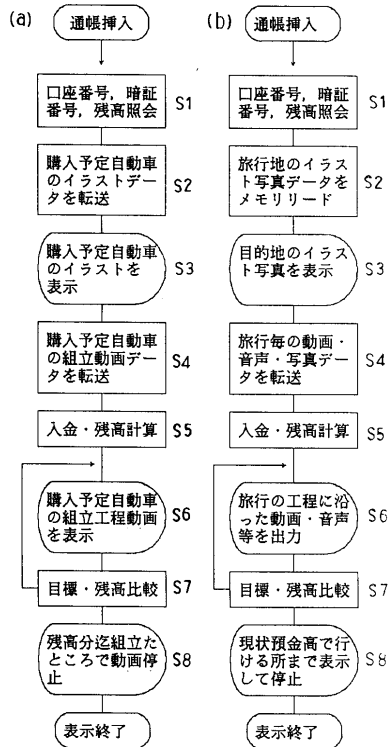 (a)
通帳挿入
口座番号，暗証
番号，残高照会
S1
購入予定自動車
のイラストデー
タを転送
S2
購入予定自動車
のイラストを
表示
S3
購入予定自動車
の組立動画デー
タを転送
S4
入金・残高計算
S5
購入予定自動車
の組立工程動画
を表示
S6
目標・残高比較
S7
残高分迄組立た
ところで動画停
止
S8
表示終了
(b)
通帳挿入
口座番号，暗証
番号，残高照会
S1
旅行地のイラス
ト写真データを
メモリリード
S2
目的地のイラス
ト写真を表示
S3
旅行毎の動画・
音声・写真デー
タを転送
S4
入金・残高計算
S5
旅行の工程に沿
った動画・音声
等を出力
S6
目標・残高比較
S7
現状預金高で行
ける所まで表示
して停止
S8
表示終了